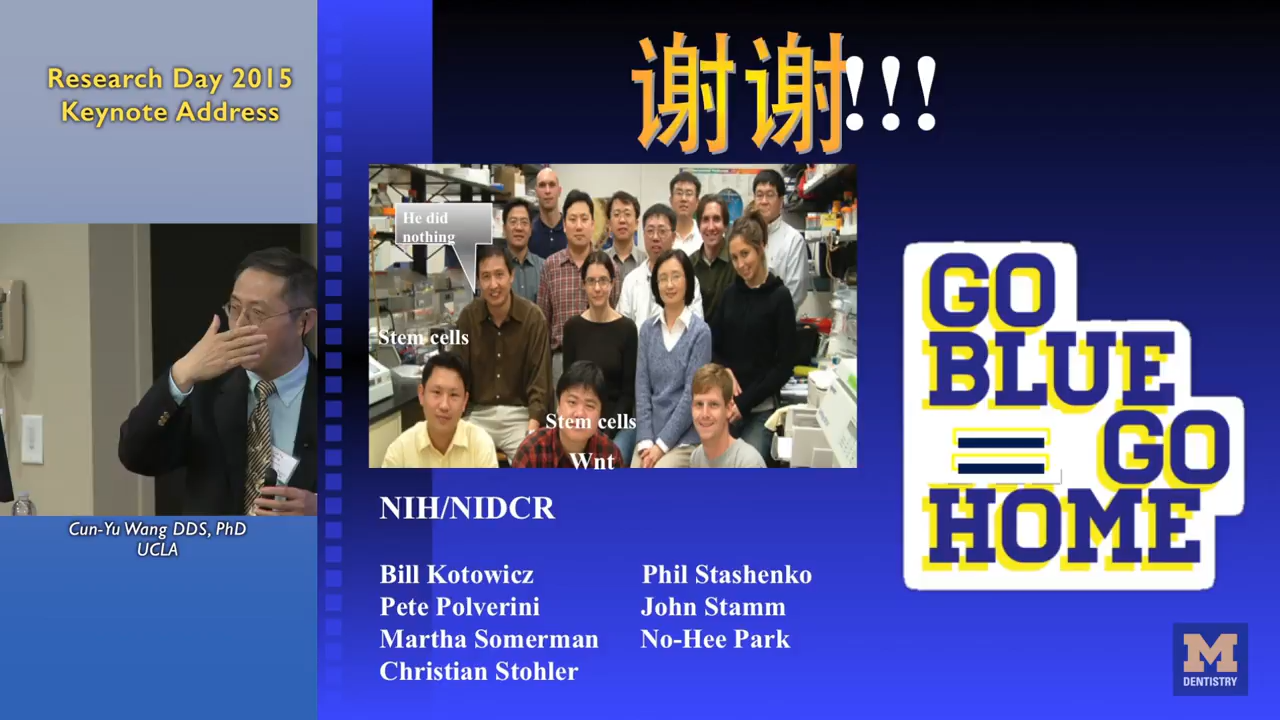 Research Day 2015
Keynote Address
Cun-Yu Wang DDS, PhD
UCLA
谢谢!!!
He did
nothing
Stem cells
Stem cells
Wnt
NIH/NIDCR
Bill Kotowicz
Pete Polverini
Martha Somerman
Christian Stohler
Phil Stashenko
John Stamm
No-Hee Park
GO
BLUE
= GO
HOME
M
DENTISTRY